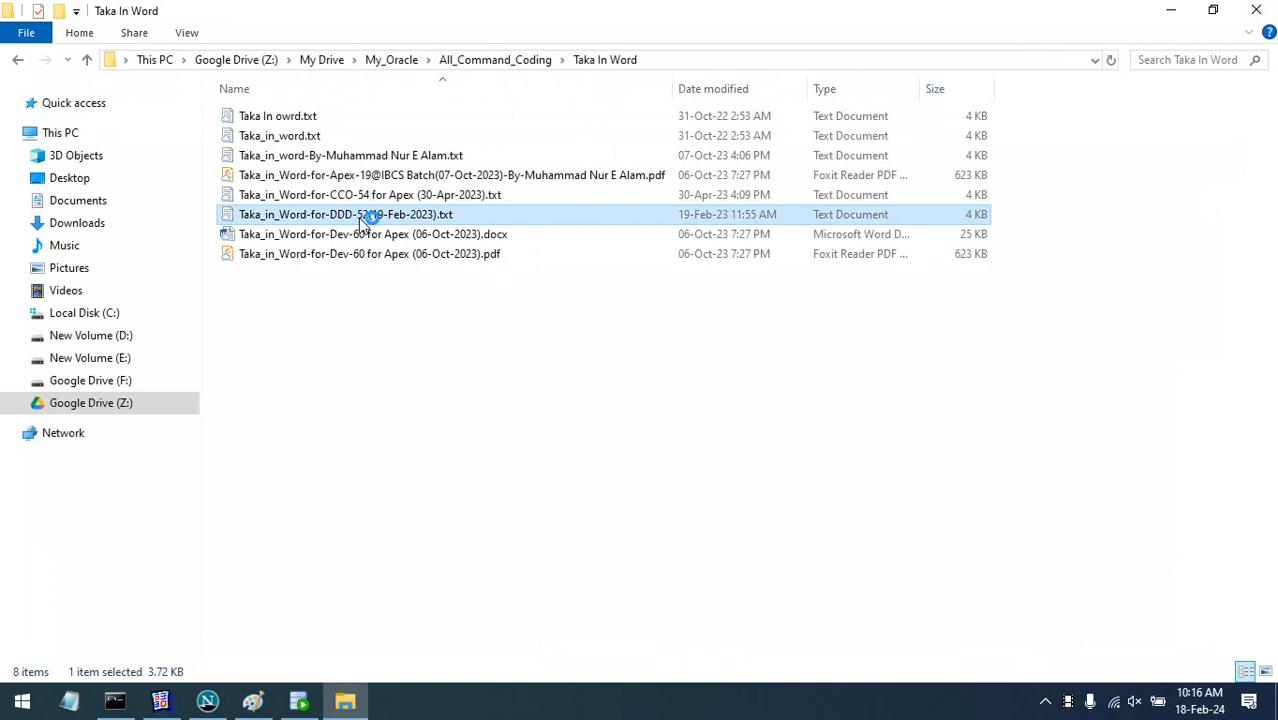 Taka In Word
File
Home
Share
View
This PC
Google Drive (Z:)
My Drive
My_Oracle
All_Command_Coding
Taka In Word
Search Taka In Word
Name
Date modified
Type
Size
Quick access
This PC
3D Objects
Desktop
Documents
Downloads
Music
Pictures
Videos
Local Disk (C:)
New Volume (D:)
New Volume (E:)
Google Drive (F:)
Google Drive (Z:)
Network
Taka In owrd.txt 31-Oct-22 2:53 AM Text Document 4 KB
Taka_in_word.txt 31-Oct-22 2:53 AM Text Document 4 KB
Taka_in_word-By-Muhammad Nur E Alam.txt 07-Oct-23 4:06 PM Text Document 4 KB
Taka_in_Word-for-Apex-19@IBCS Batch(07-Oct-2023)-By-Muhammad Nur E Alam.pdf 06-Oct-23 7:27 PM Foxit Reader PDF ... 623 KB
Taka_in_Word-for-CCO-54 for Apex (30-Apr-2023).txt 30-Apr-23 4:09 PM Text Document 4 KB
Taka_in_Word-for-DDD-52(19-Feb-2023).txt 19-Feb-23 11:55 AM Text Document 4 KB
Taka_in_Word-for-Dev-60 for Apex (06-Oct-2023).docx 06-Oct-23 7:27 PM Microsoft Word D... 25 KB
Taka_in_Word-for-Dev-60 for Apex (06-Oct-2023).pdf 06-Oct-23 7:27 PM Foxit Reader PDF ... 623 KB
8 items
1 item selected 3.72 KB
10:16 AM
18-Feb-24